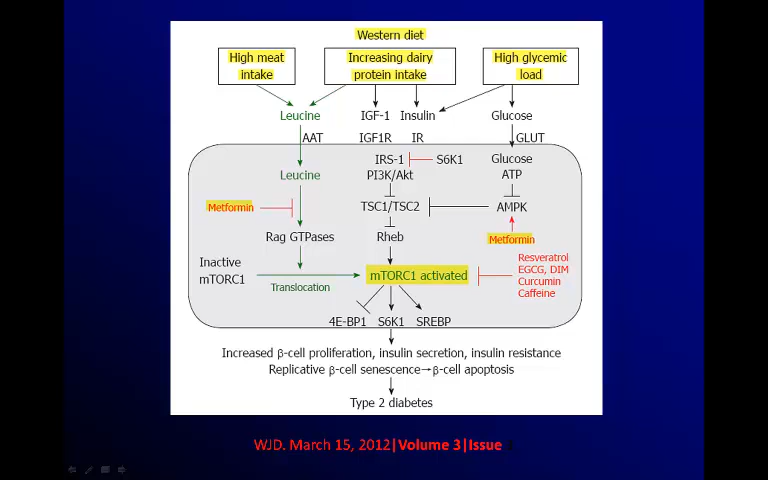 Western diet
High meat
intake
Increasing dairy
protein intake
High glycemic
load
Leucine
IGF-1
Insulin
Glucose
AAT
IGF1R
IR
GLUT
IRS-1
S6K1
Glucose
Leucine
PI3K/Akt
ATP
Metformin
TSC1/TSC2
AMPK
Rag GTPases
Rheb
Metformin
Inactive
mTORC1
Translocation
mTORC1 activated
Resveratrol
EGCG, DIM
Curcumin
Caffeine
4E-BP1
S6K1
SREBP
Increased β-cell proliferation, insulin secretion, insulin resistance
Replicative β-cell senescence→β-cell apoptosis
Type 2 diabetes
WJD. March 15, 2012|Volume 3|Issue